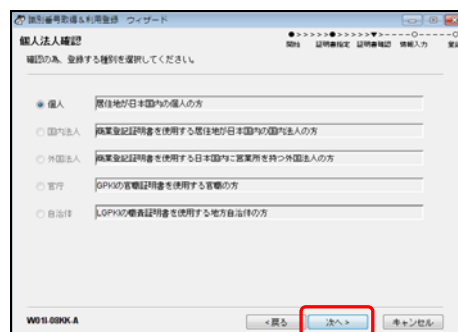 識別番号取得&利用登録 ウィザード
個人法人確認
確認の為、登録する種別を選択してください。
開始 証明書指定 証明書確認 情報入力
個人 居住地が日本国内の個人の方
国内法人 商業登記証明書を使用する居住地が日本国内の国内法人の方
外国法人 商業登記証明書を使用する日本国内に営業所を持つ外国法人の方
官庁 GPKIの官職証明書を使用する官職の方
自治体 LGPKIの職責証明書を使用する地方自治体の方
W01I-08KK-A <戻る 次へ> キャンセル